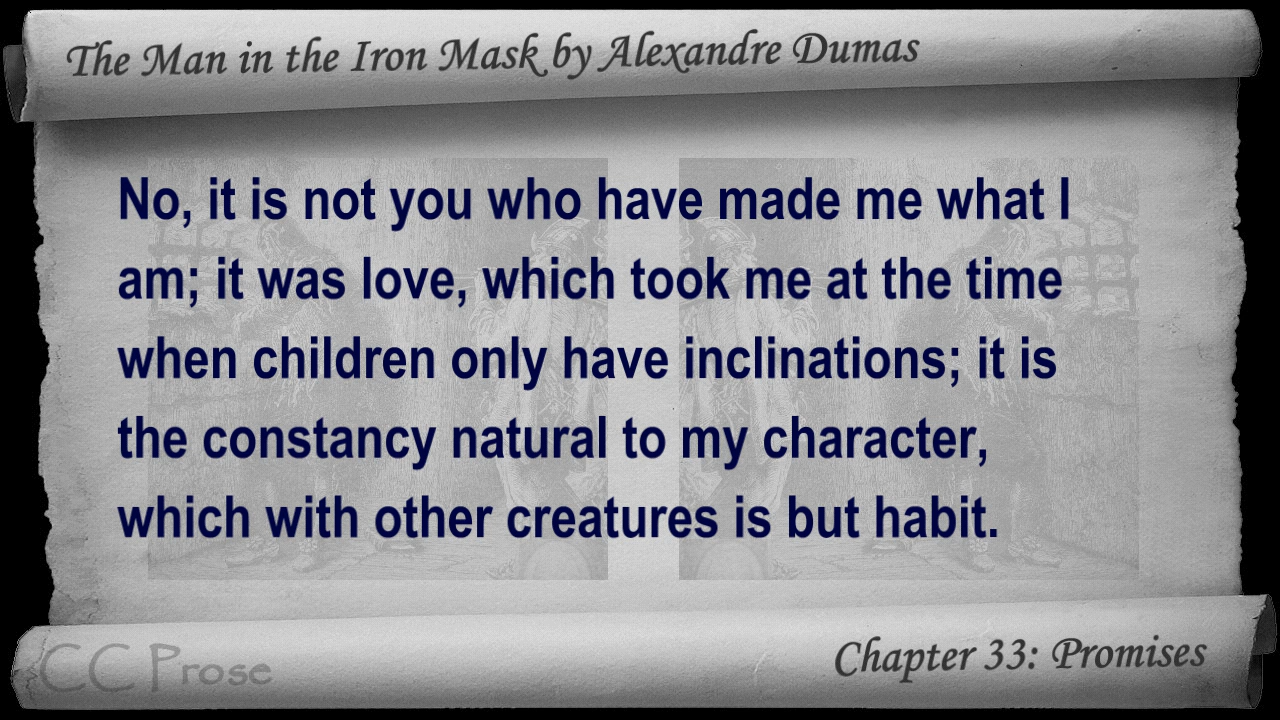 The Man in the Iron Mask by Alexandre Dumas
No, it is not you who have made me what I
am; it was love, which took me at the time
when children only have inclinations; it is
the constancy natural to my character,
which with other creatures is but habit.
CC Prose
Chapter 33: Promises